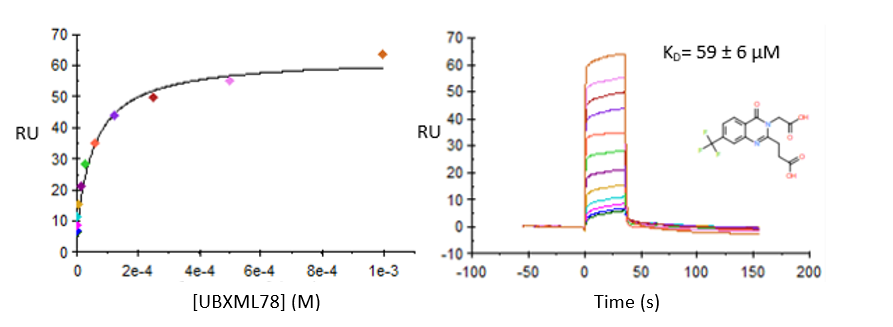 70
60
50
40
30
20
10
0
RU
0 2e-4 4e-4 6e-4 8e-4 1e-3
[UBXML78] (M)
70
60
50
40
30
20
10
0
-10
RU
-100 -50 0 50 100 150 200
Time (s)
K_D= 59 ± 6 µM
O
O
OH
N
N
F
F
F
O
OH